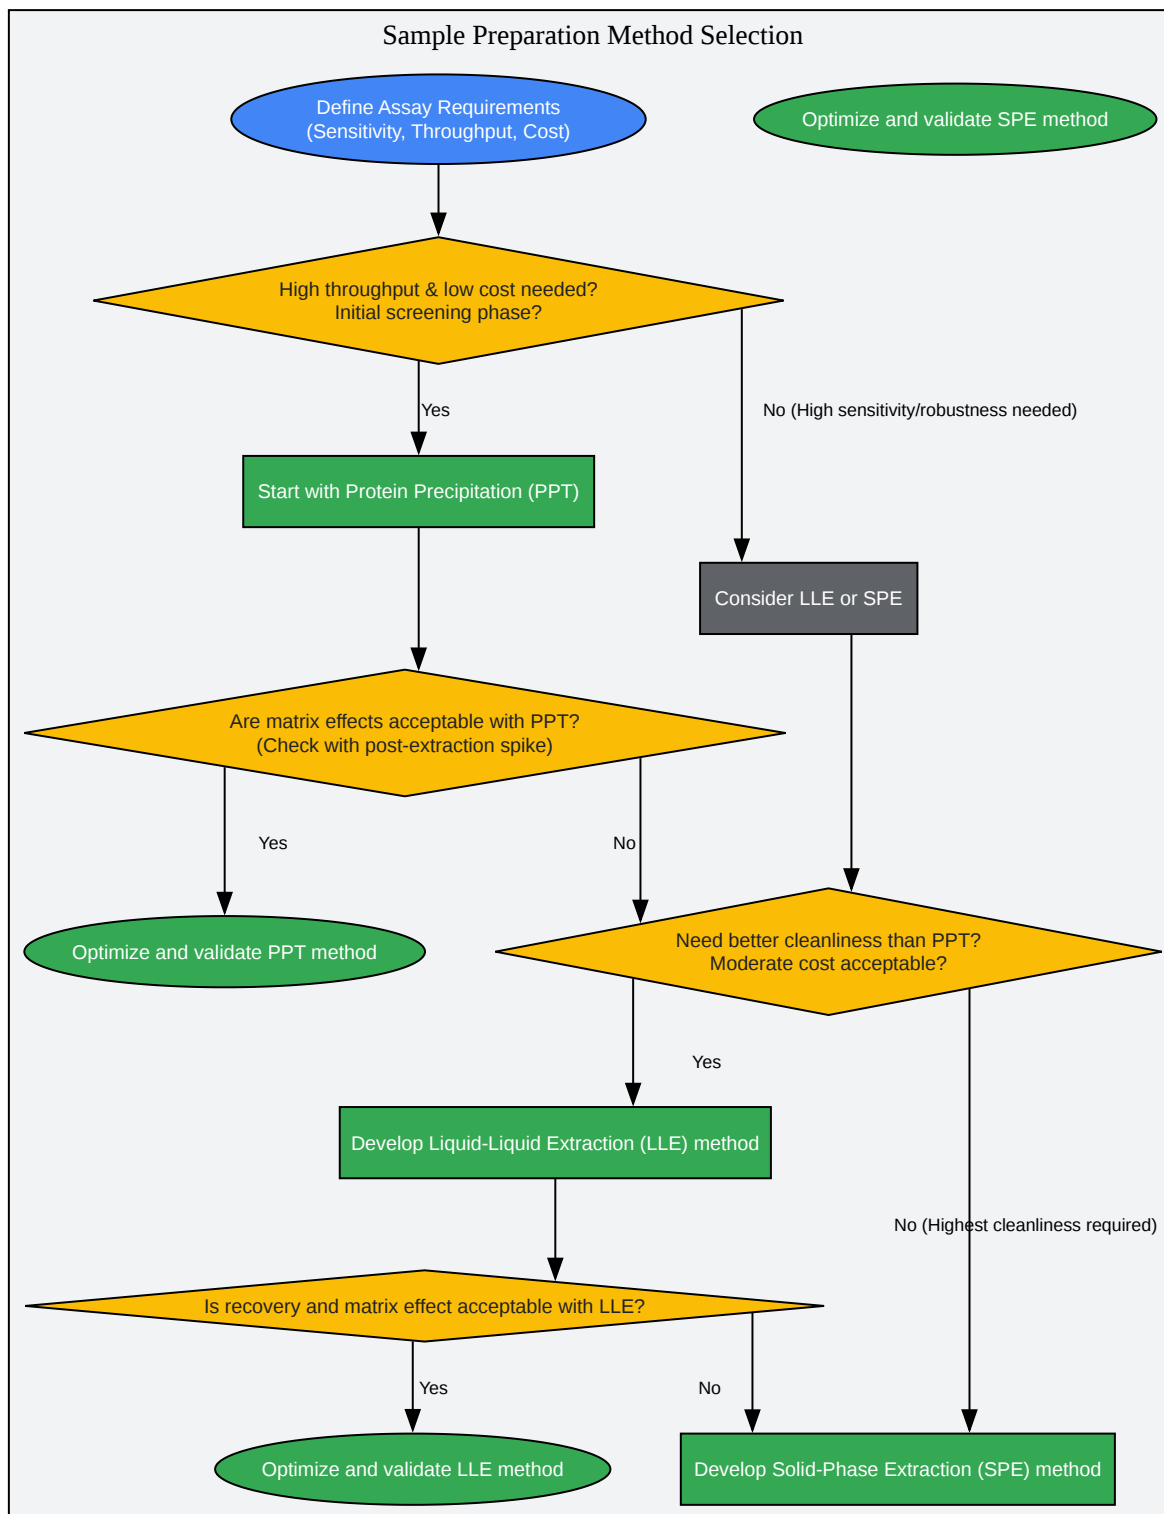 Sample Preparation Method Selection
Define Assay Requirements
(Sensitivity, Throughput, Cost)
Optimize and validate SPE method
High throughput & low cost needed?
Initial screening phase?
Yes
No (High sensitivity/robustness needed)
Start with Protein Precipitation (PPT)
Consider LLE or SPE
Are matrix effects acceptable with PPT?
(Check with post-extraction spike)
Yes
No
Optimize and validate PPT method
Need better cleanliness than PPT?
Moderate cost acceptable?
Yes
Develop Liquid-Liquid Extraction (LLE) method
No (Highest cleanliness required)
Is recovery and matrix effect acceptable with LLE?
Yes
No
Optimize and validate LLE method
Develop Solid-Phase Extraction (SPE) method